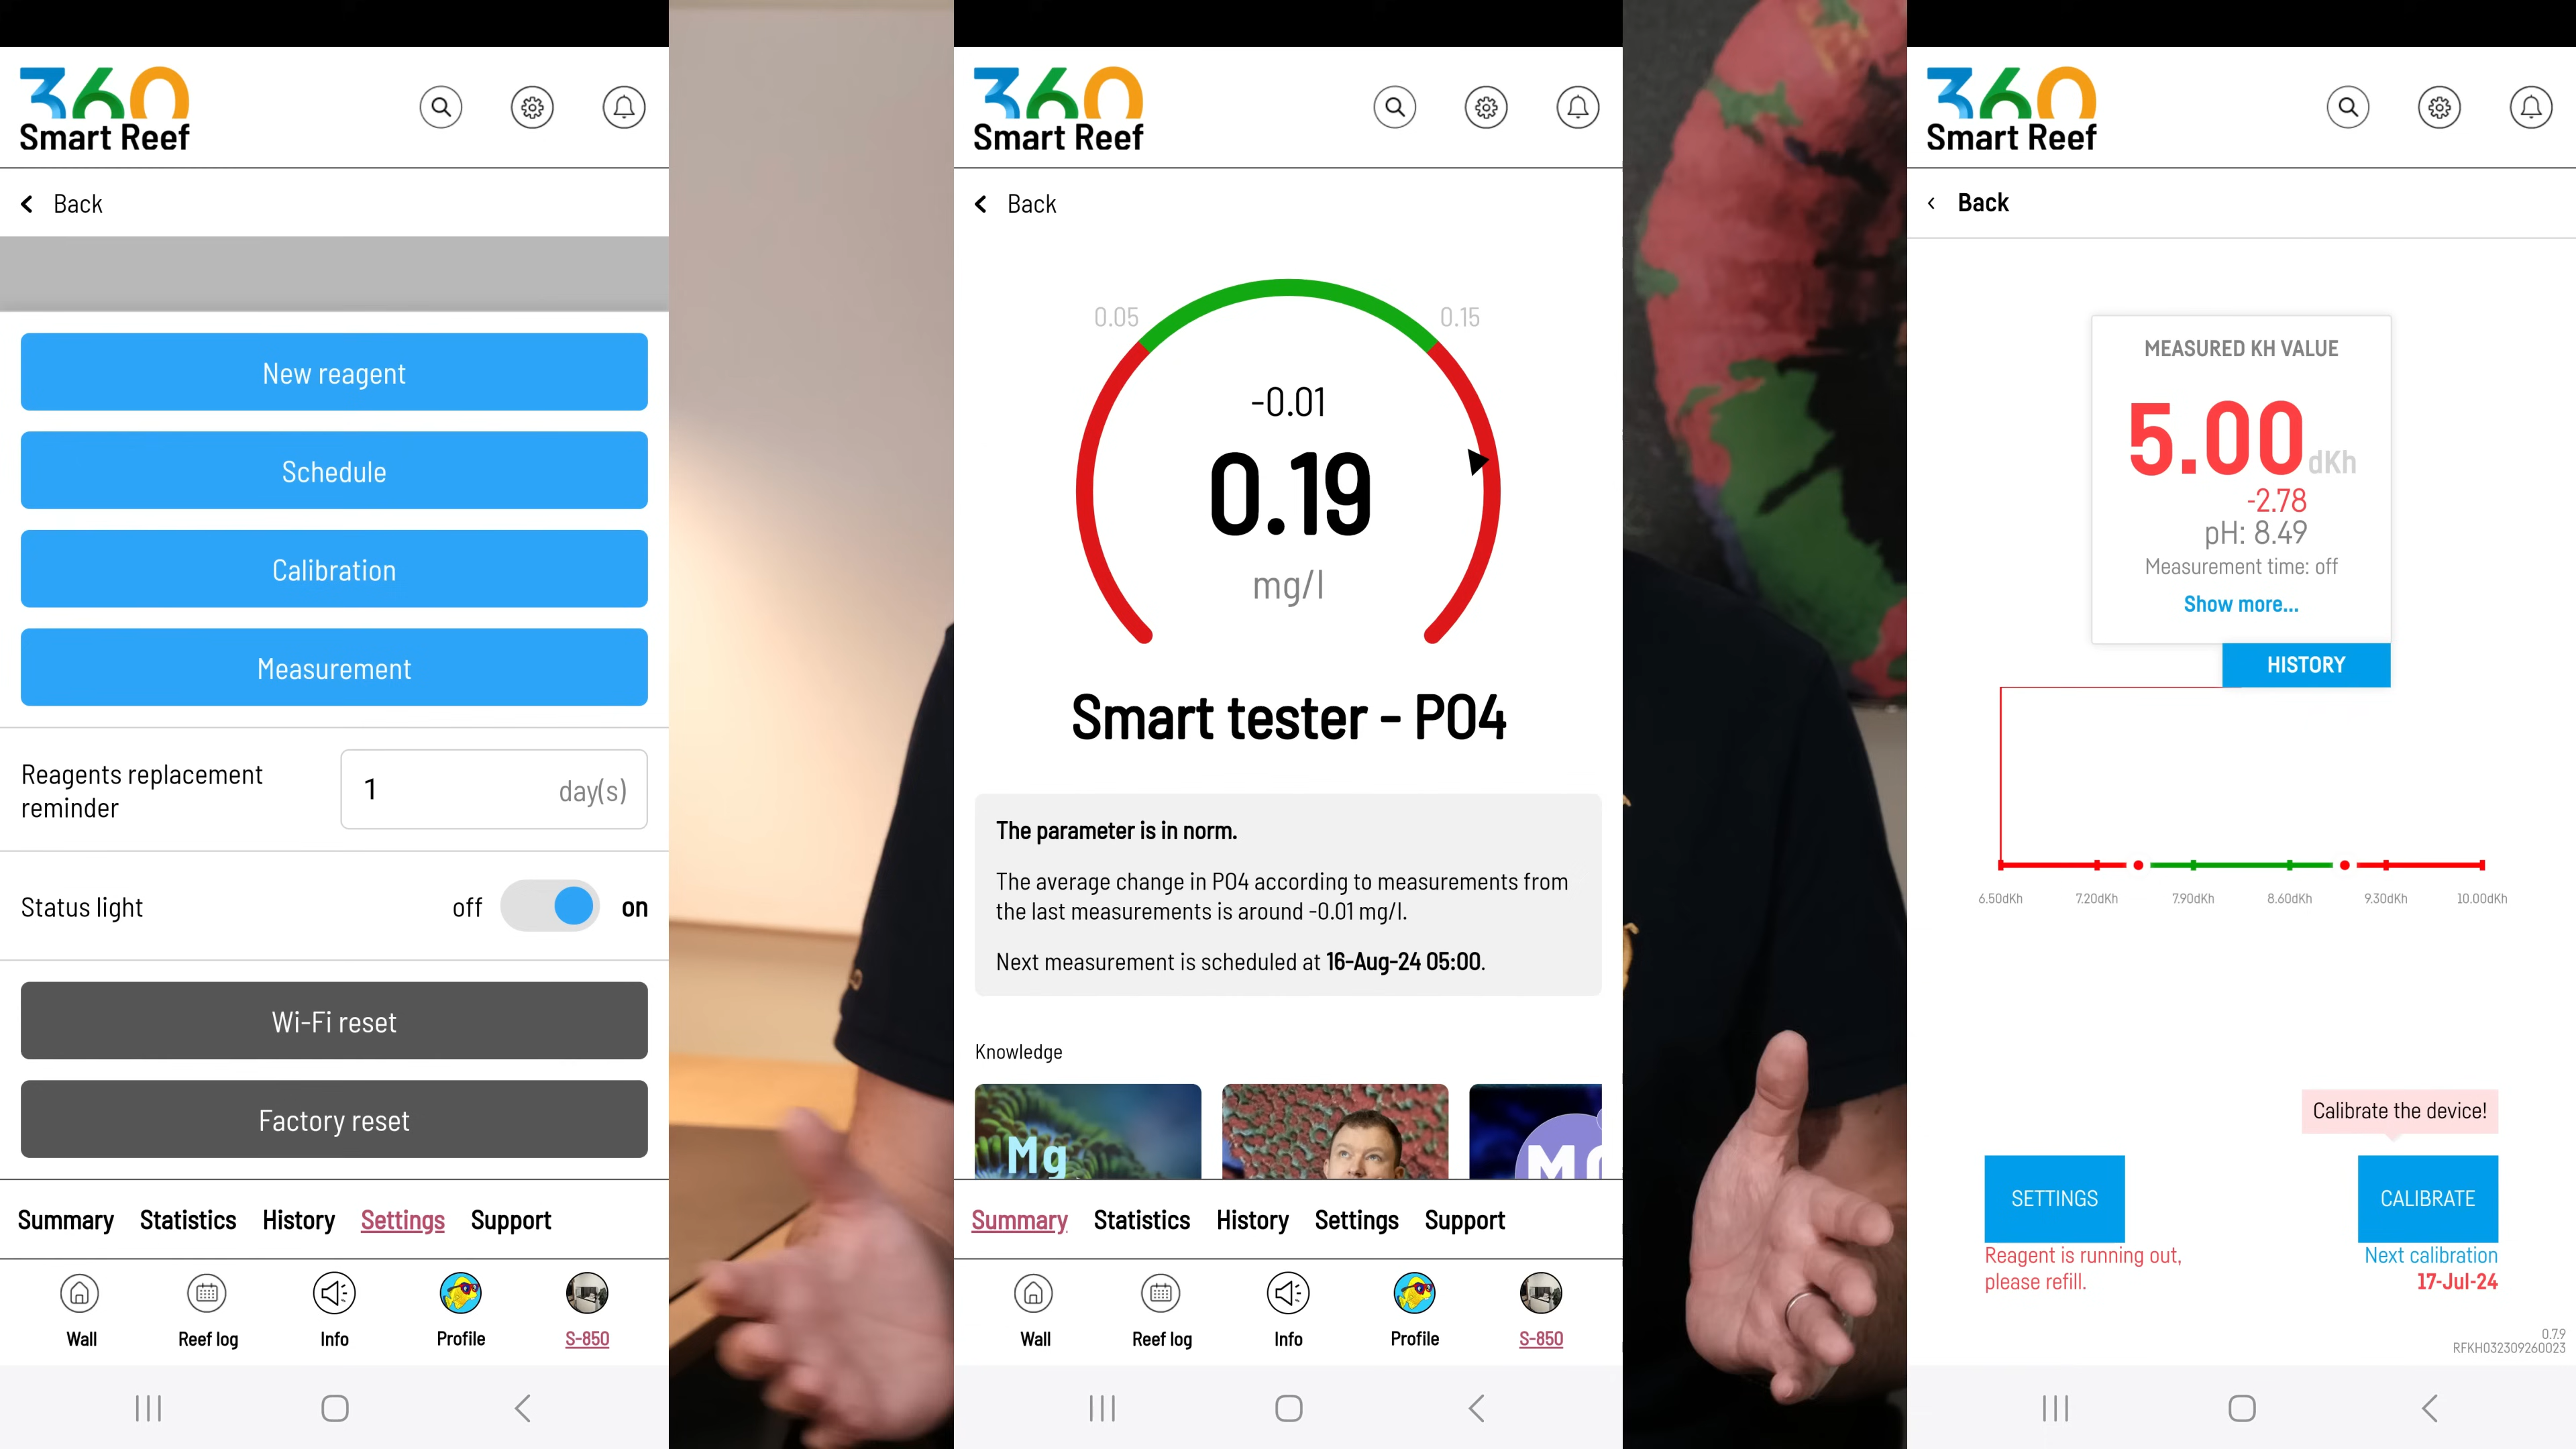 360
Smart Reef
Back
New reagent
Schedule
Calibration
Measurement
Reagents replacement
reminder
1 day(s)
Status light off on
Wi-Fi reset
Factory reset
Summary Statistics History Settings Support
Wall Reef log Info Profile S-850
360
Smart Reef
Back
0.05 0.15
-0.01
0.19
mg/l
Smart tester - PO4
The parameter is in norm.
The average change in PO4 according to measurements from
the last measurements is around -0.01 mg/l.
Next measurement is scheduled at 16-Aug-24 05:00.
Knowledge
Mg
Summary Statistics History Settings Support
Wall Reef log Info Profile S-850
360
Smart Reef
Back
MEASURED KH VALUE
5.00 dKh
-2.78
pH: 8.49
Measurement time: off
Show more...
HISTORY
6.50dKh 7.20dKh 7.90dKh 8.60dKh 9.30dKh 10.00dKh
Calibrate the device!
SETTINGS CALIBRATE
Reagent is running out,
please refill.
Next calibration
17-Jul-24
0.7.9
RFKH032309260023